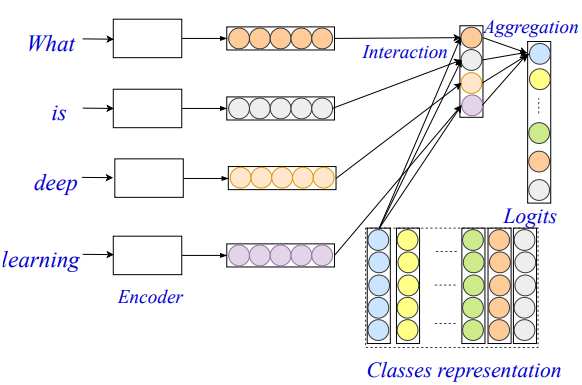 What
is
deep
learning
Encoder
Interaction
Aggregation
Logits
Classes representation